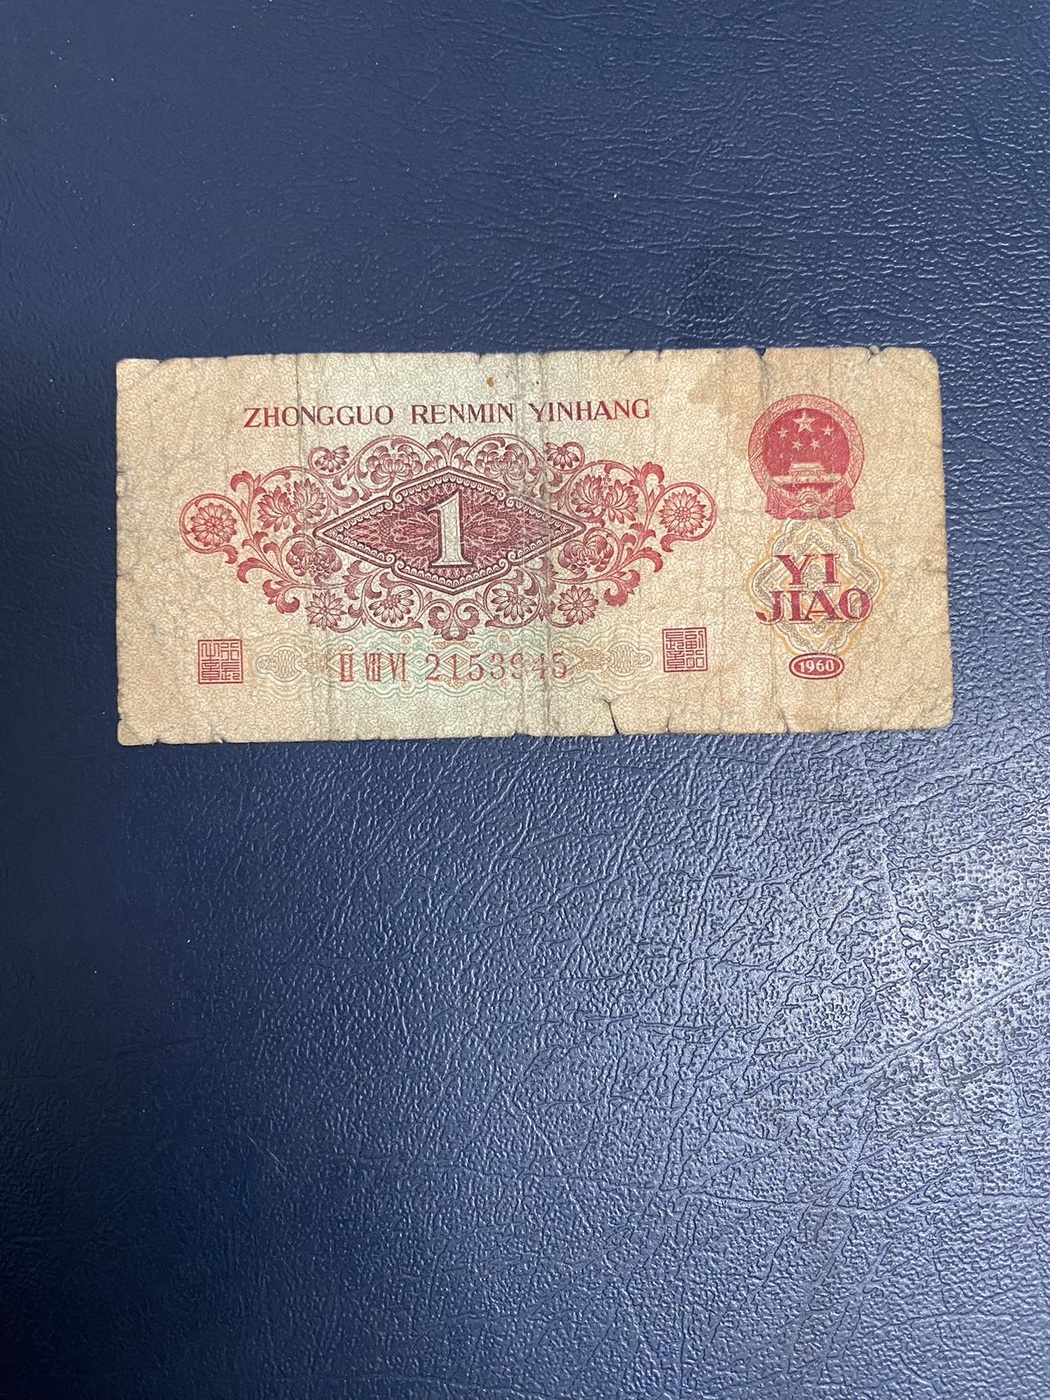 ZHONGGUO RENMIN YINHANG
1
YI
JIAO
II VII VI 2153945
1960